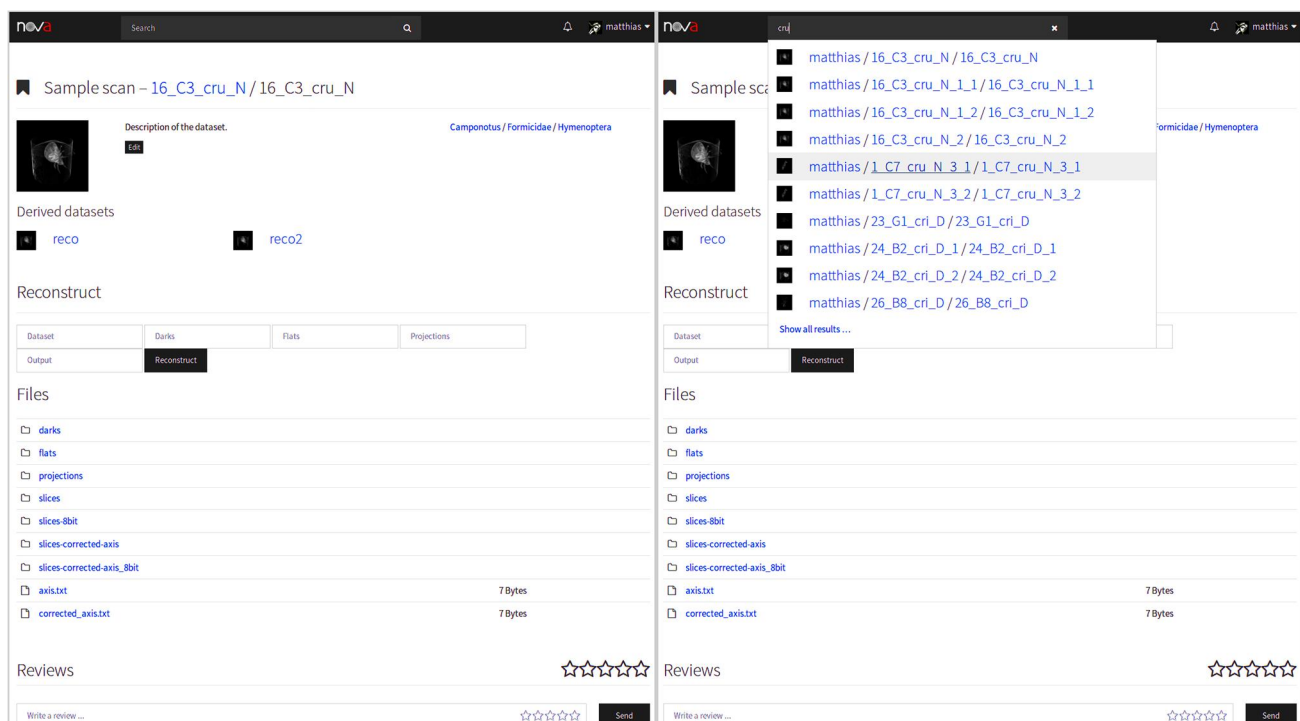 nova Search matthias
Sample scan – 16_C3_cru_N / 16_C3_cru_N
Description of the dataset. Camponotus / Formicidae / Hymenoptera
Edit
Derived datasets
reco reco2
Reconstruct
Dataset Darks Flats Projections
Output Reconstruct
Files
darks
flats
projections
slices
slices-8bit
slices-corrected-axis
slices-corrected-axis_8bit
axis.txt 7 Bytes
corrected_axis.txt 7 Bytes
Reviews
Write a review ... Send
nova cru matthias
matthias / 16_C3_cru_N / 16_C3_cru_N
matthias / 16_C3_cru_N_1_1 / 16_C3_cru_N_1_1
matthias / 16_C3_cru_N_1_2 / 16_C3_cru_N_1_2
matthias / 16_C3_cru_N_2 / 16_C3_cru_N_2
matthias / 1_C7_cru_N_3_1 / 1_C7_cru_N_3_1
matthias / 1_C7_cru_N_3_2 / 1_C7_cru_N_3_2
matthias / 23_G1_cri_D / 23_G1_cri_D
matthias / 24_B2_cri_D_1 / 24_B2_cri_D_1
matthias / 24_B2_cri_D_2 / 24_B2_cri_D_2
matthias / 26_B8_cri_D / 26_B8_cri_D
Show all results ...
Sample sca
ormicidae / Hymenoptera
Derived datasets
reco
Reconstruct
Dataset
Output Reconstruct
Files
darks
flats
projections
slices
slices-8bit
slices-corrected-axis
slices-corrected-axis_8bit
axis.txt 7 Bytes
corrected_axis.txt 7 Bytes
Reviews
Write a review ... Send